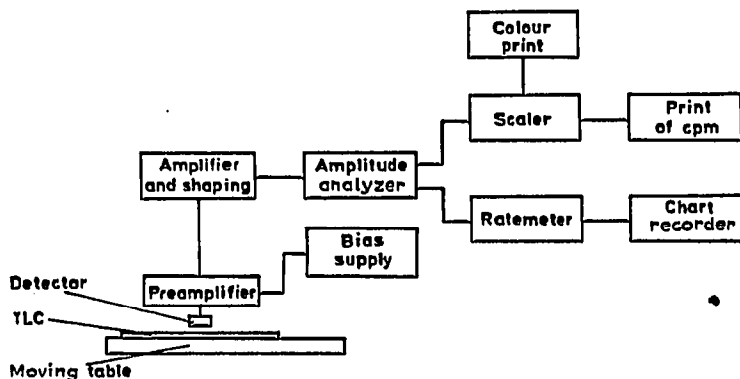 Colour
print
Scaler
Print
of cpm
Amplifier
and shaping
Amplitude
analyzer
Ratemeter
Chart
recorder
Bias
supply
Preamplifier
Detector
TLC
Moving table